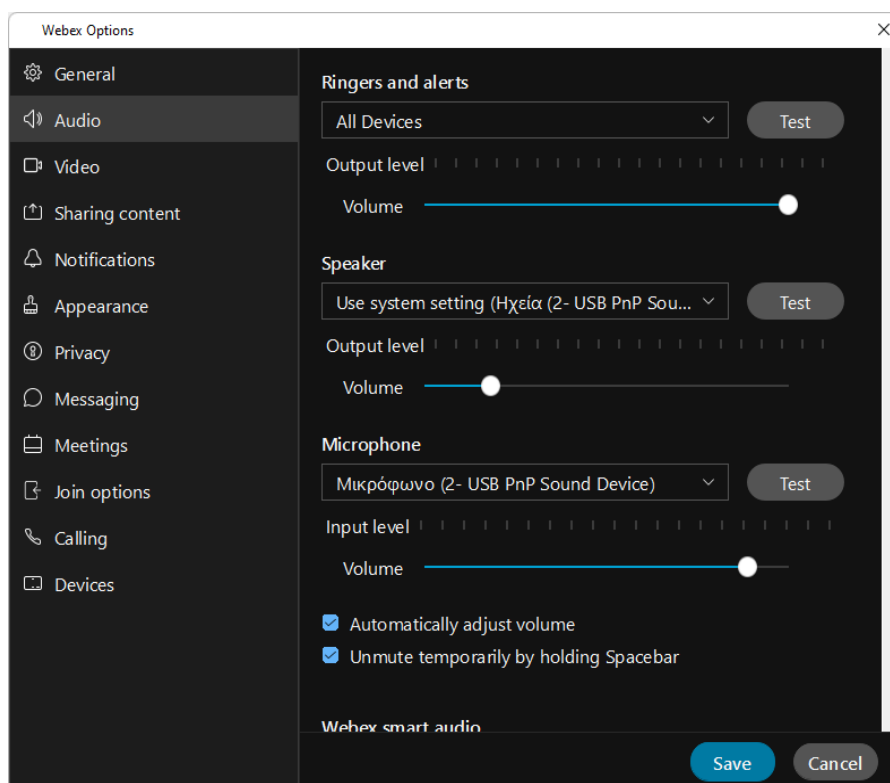 Webex Options
General
Audio
Video
Sharing content
Notifications
Appearance
Privacy
Messaging
Meetings
Join options
Calling
Devices
Ringers and alerts
All Devices
Test
Output level
Volume
Speaker
Use system setting (Ηχεία (2- USB PnP Sou...
Test
Output level
Volume
Microphone
Μικρόφωνο (2- USB PnP Sound Device)
Test
Input level
Volume
Automatically adjust volume
Unmute temporarily by holding Spacebar
Webex smart audio
Save
Cancel